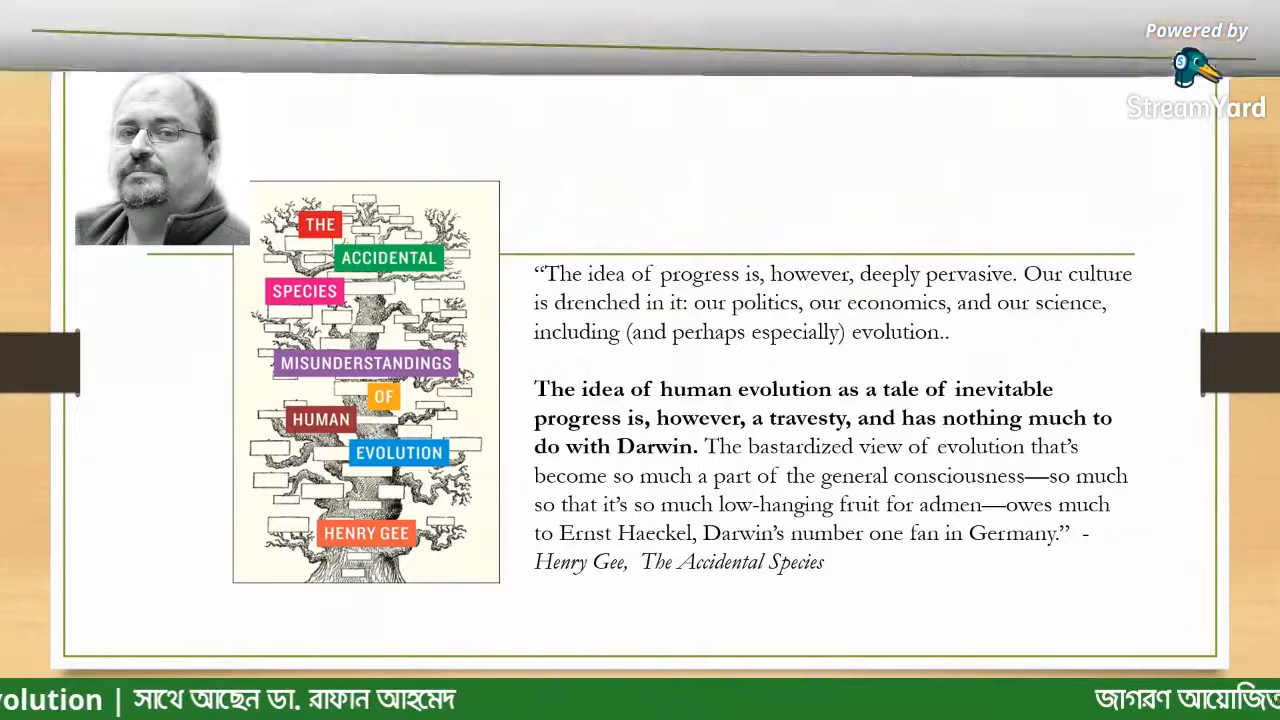 Powered by
StreamYard
THE
ACCIDENTAL
SPECIES
MISUNDERSTANDINGS
OF
HUMAN
EVOLUTION
HENRY GEE
“The idea of progress is, however, deeply pervasive. Our culture
is drenched in it: our politics, our economics, and our science,
including (and perhaps especially) evolution..
The idea of human evolution as a tale of inevitable
progress is, however, a travesty, and has nothing much to
do with Darwin. The bastardized view of evolution that’s
become so much a part of the general consciousness—so much
so that it’s so much low-hanging fruit for admen—owes much
to Ernst Haeckel, Darwin’s number one fan in Germany.” -
Henry Gee, The Accidental Species
volution | সাথে আছেন ডা. রাফান আহমেদ
জাগরণ আয়োজিত